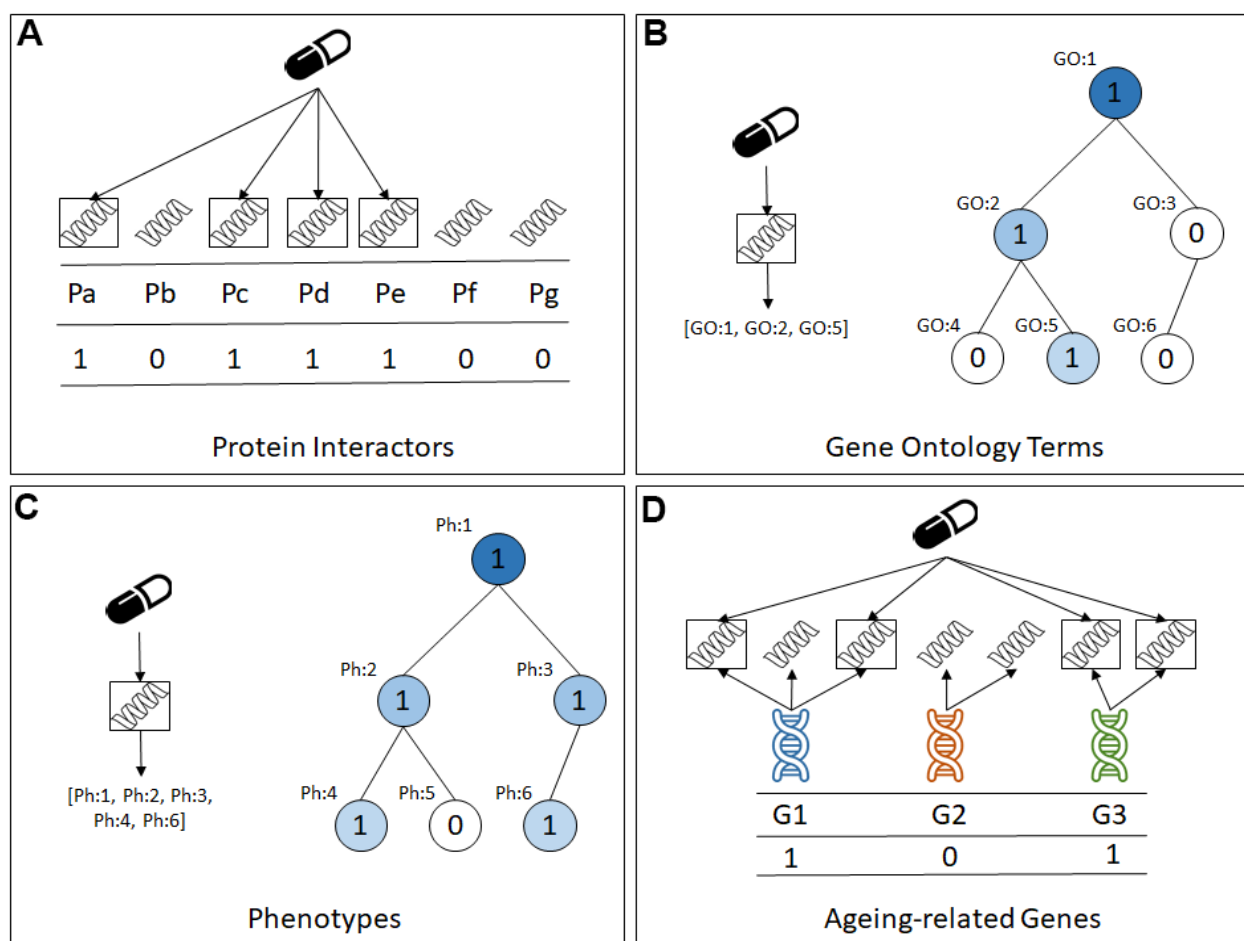 A
Pa Pb Pc Pd Pe Pf Pg
1 0 1 1 1 0 0
Protein Interactors
B
GO:1
1
GO:2 GO:3
1 0
[GO:1, GO:2, GO:5]
GO:4 GO:5 GO:6
0 1 0
Gene Ontology Terms
C
Ph:1
1
Ph:2 Ph:3
1 1
[Ph:1, Ph:2, Ph:3,
Ph:4, Ph:6]
Ph:4 Ph:5 Ph:6
1 0 1
Phenotypes
D
G1 G2 G3
1 0 1
Ageing-related Genes